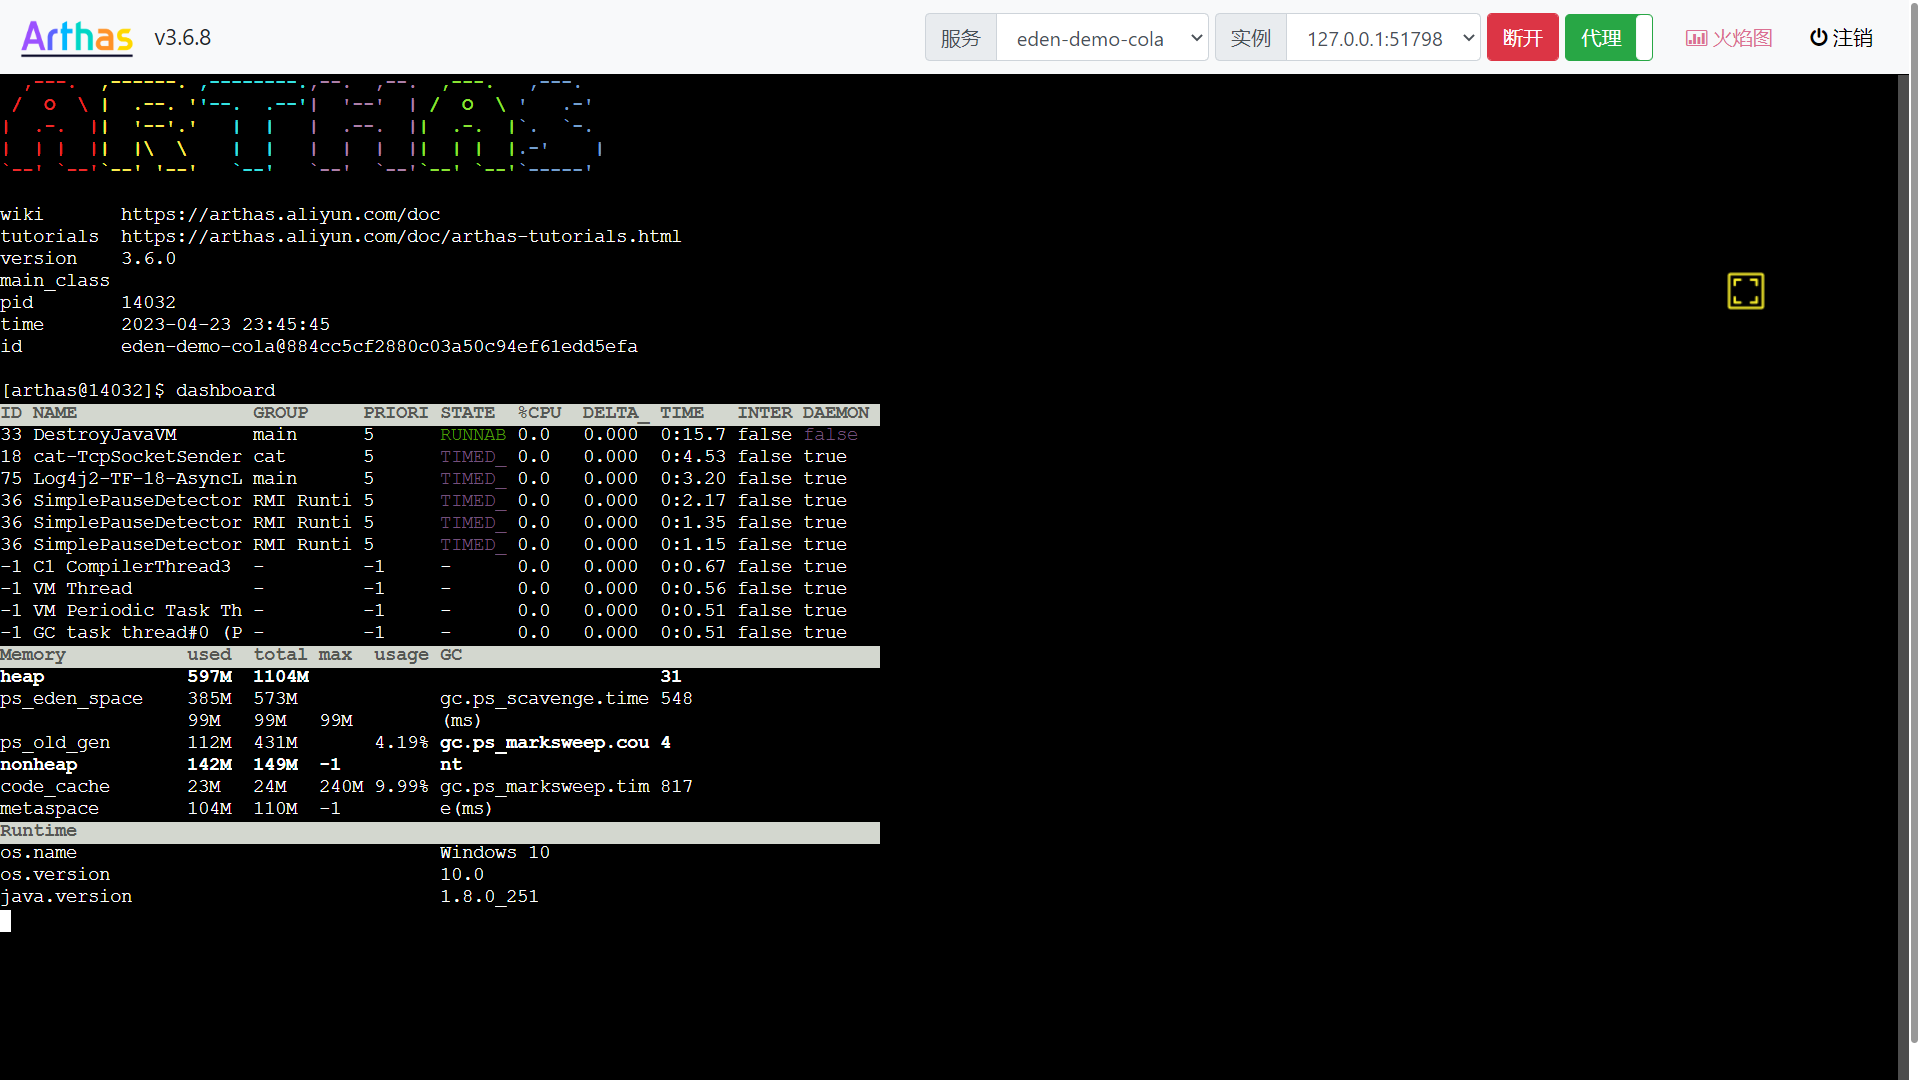 Arthas v3.6.8 服务 eden-demo-cola 实例 127.0.0.1:51798 断开 代理 火焰图 注销
  ,---.  ,------. ,--------.,--.  ,--.  ,---.   ,---.
 /  O  \ |  .--. ''--.  .--'|  '--'  | /  O  \ '   .-'
|  .-.  ||  '--'.'   |  |   |  .--.  ||  .-.  |`.  `-.
|  | |  ||  |\  \    |  |   |  |  |  ||  | |  |.-'    |
`--' `--'`--' '--'   `--'   `--'  `--'`--' `--'`-----'
wiki       https://arthas.aliyun.com/doc
tutorials  https://arthas.aliyun.com/doc/arthas-tutorials.html
version    3.6.0
main_class
pid        14032
time       2023-04-23 23:45:45
id         eden-demo-cola@884cc5cf2880c03a50c94ef61edd5efa
[arthas@14032]$ dashboard
ID NAME                GROUP     PRIORI STATE  %CPU  DELTA_ TIME   INTER DAEMON
33 DestroyJavaVM       main      5      RUNNAB 0.0   0.000  0:15.7 false false
18 cat-TcpSocketSender cat       5      TIMED_ 0.0   0.000  0:4.53 false true
75 Log4j2-TF-18-AsyncL main      5      TIMED_ 0.0   0.000  0:3.20 false true
36 SimplePauseDetector RMI Runti 5      TIMED_ 0.0   0.000  0:2.17 false true
36 SimplePauseDetector RMI Runti 5      TIMED_ 0.0   0.000  0:1.35 false true
36 SimplePauseDetector RMI Runti 5      TIMED_ 0.0   0.000  0:1.15 false true
-1 C1 CompilerThread3  -         -1     -      0.0   0.000  0:0.67 false true
-1 VM Thread           -         -1     -      0.0   0.000  0:0.56 false true
-1 VM Periodic Task Th -         -1     -      0.0   0.000  0:0.51 false true
-1 GC task thread#0 (P -         -1     -      0.0   0.000  0:0.51 false true
Memory           used  total max  usage GC
heap             597M  1104M                                31
ps_eden_space    385M  573M             gc.ps_scavenge.time 548
                 99M   99M   99M        (ms)
ps_old_gen       112M  431M       4.19% gc.ps_marksweep.cou 4
nonheap          142M  149M  -1         nt
code_cache       23M   24M   240M 9.99% gc.ps_marksweep.tim 817
metaspace        104M  110M  -1         e(ms)
Runtime
os.name                                 Windows 10
os.version                              10.0
java.version                            1.8.0_251